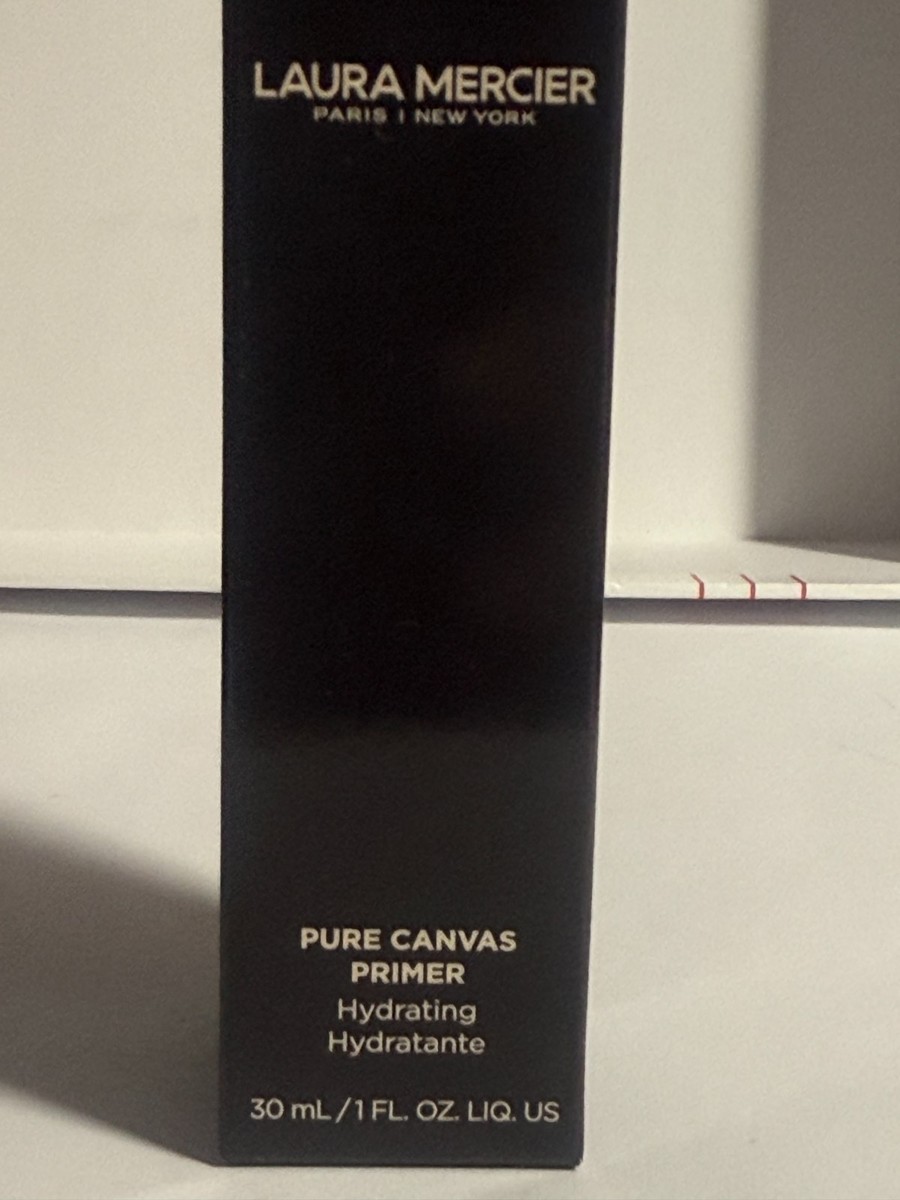 LAURA MERCIER
PARIS | NEW YORK
PURE CANVAS
PRIMER
Hydrating
Hydratante
30 mL / 1 FL. OZ. LIQ. US